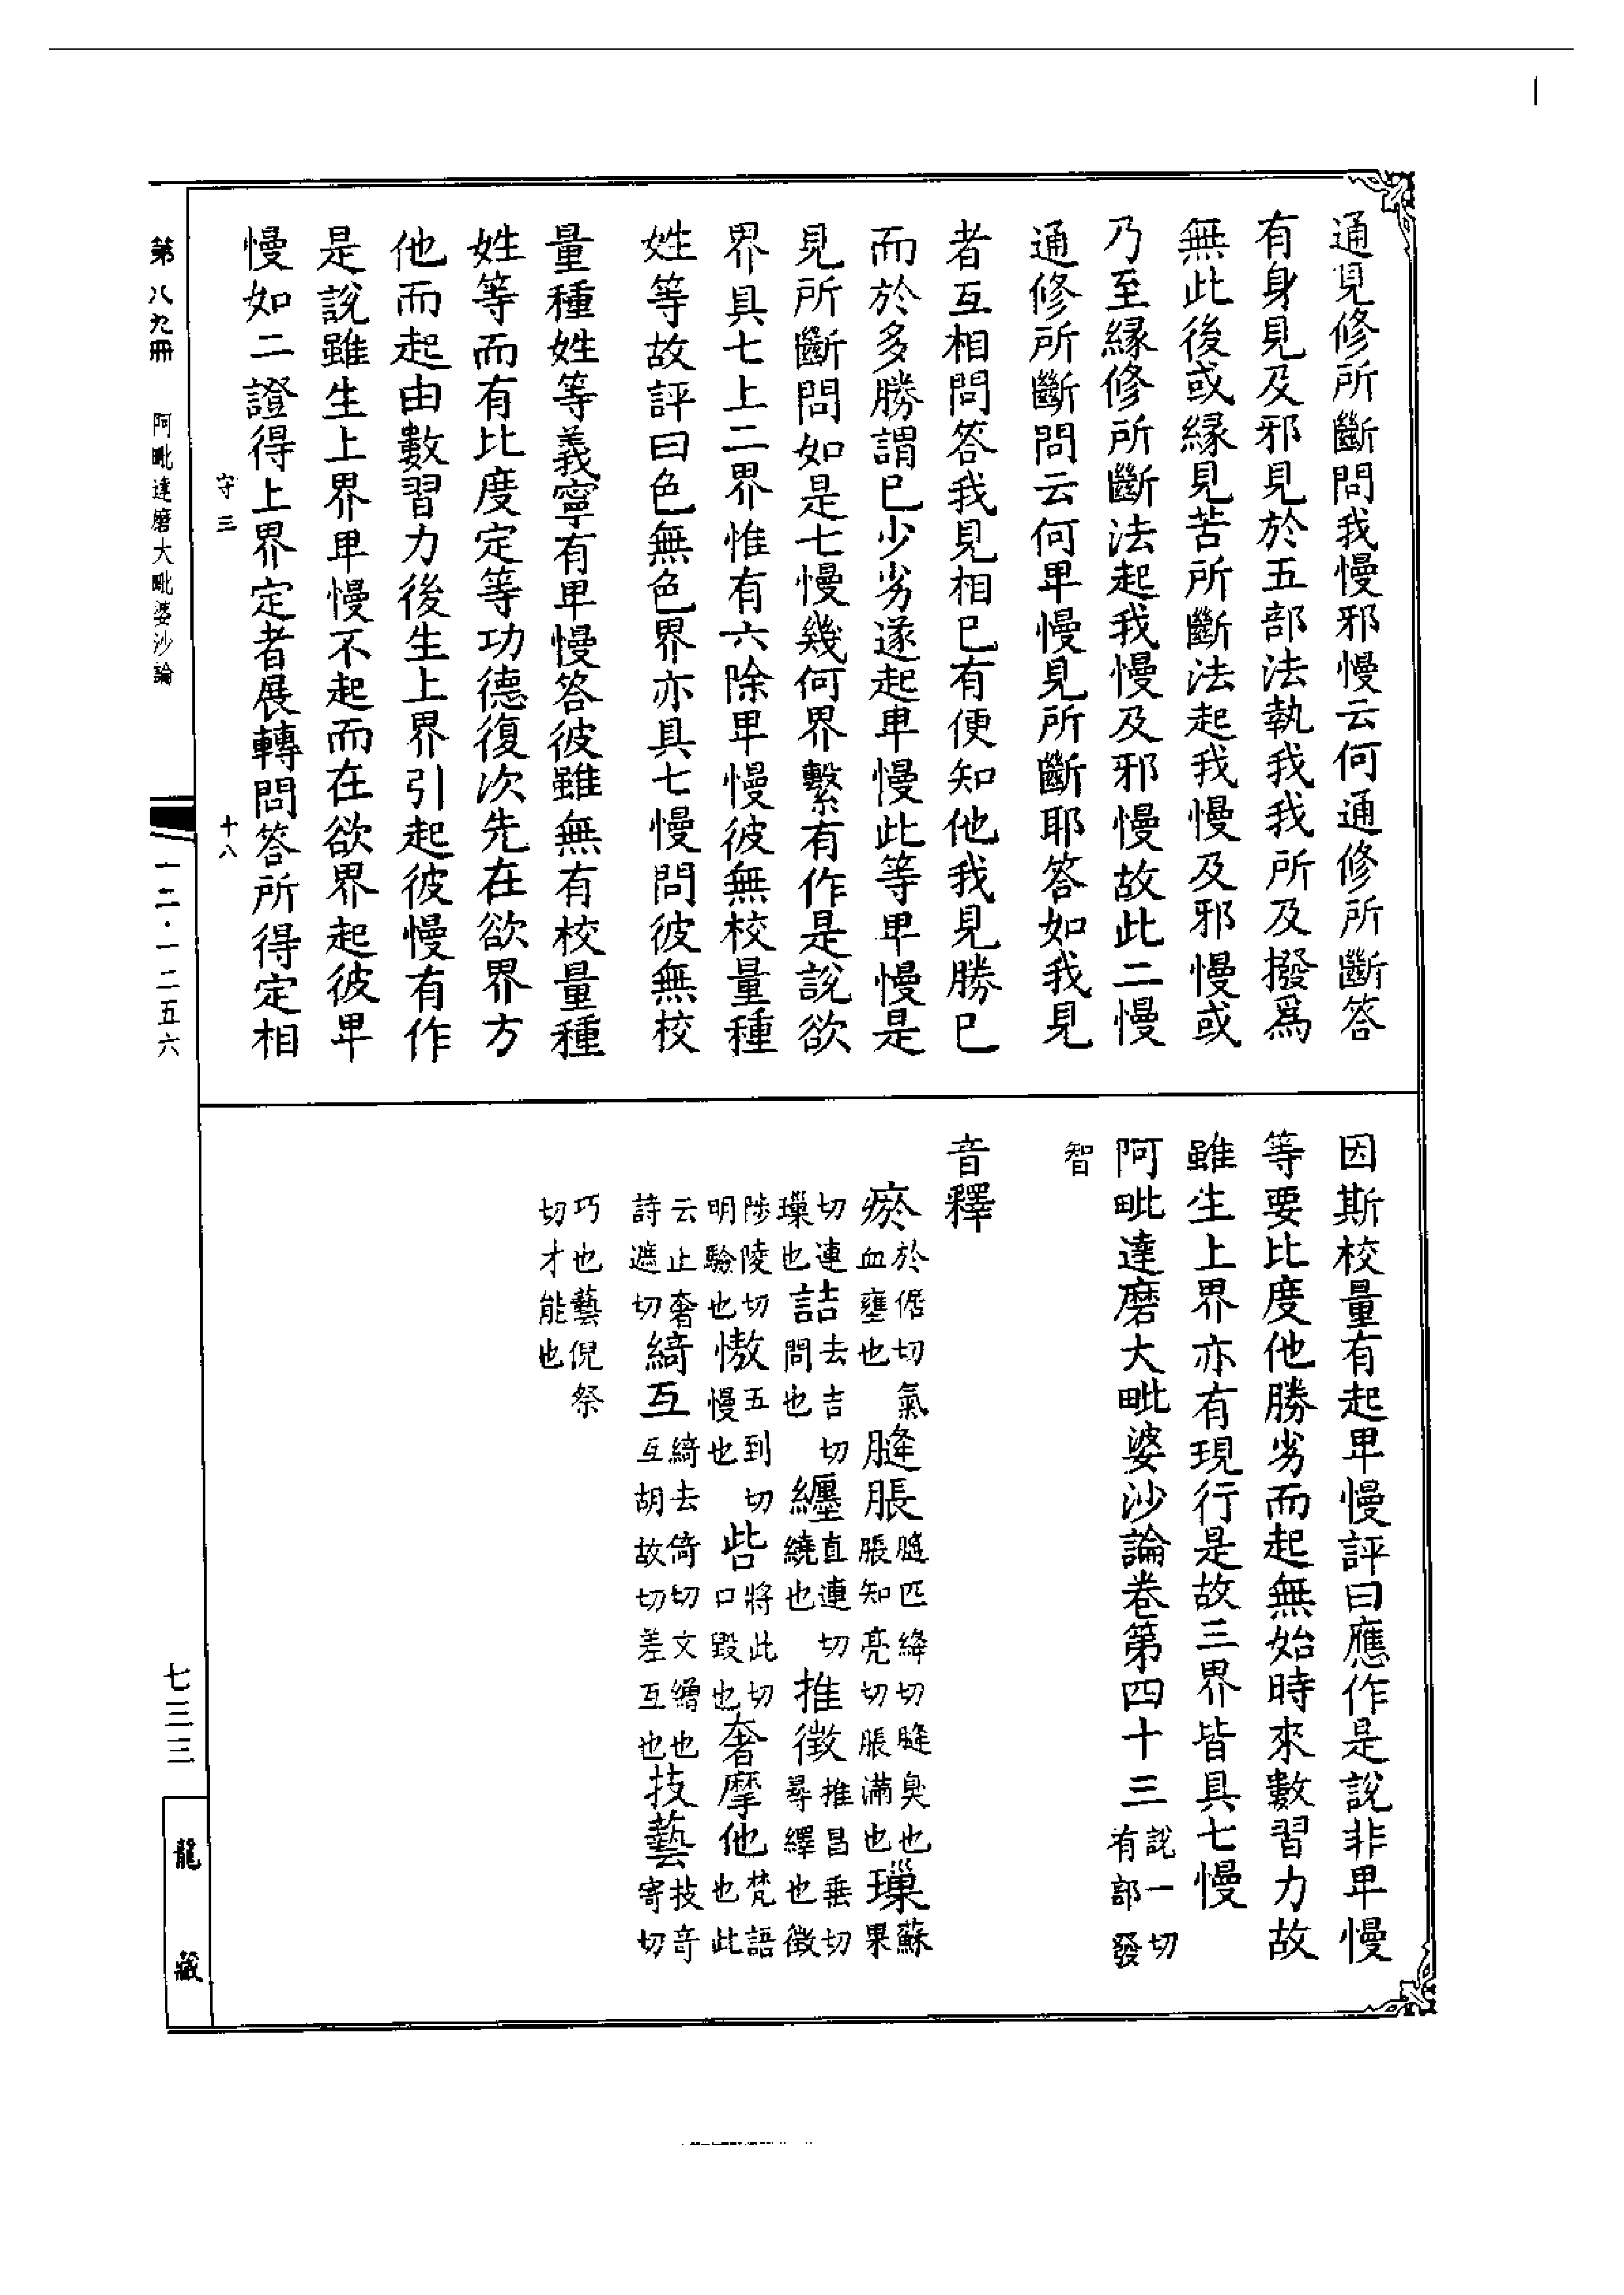 通見修所斷問我慢邪慢云何通修所斷答
有身見及邪見於五部法執我我所及撥爲
無此後或緣見苦所斷法起我慢及邪慢或
乃至緣修所斷法起我慢及邪慢故此二慢
通修所斷問云何卑慢見所斷耶答如我見
者互相問答我見相已有便知他我見勝已
而於多勝謂已少劣遂起卑慢此等卑慢是
見所斷問如是七慢幾何界繫有作是說欲
界具七上二界惟有六除卑慢彼無校量種
姓等故評曰色無色界亦具七慢問彼無校
量種姓等義寧有卑慢答彼雖無有校量種
姓等而有比度定等功德復次先在欲界方
他而起由數習力後生上界引起彼慢有作
是說雖生上界卑慢不起而在欲界起彼卑
慢如二證得上界定者展轉問答所得定相
守三 十八
因斯校量有起卑慢評曰應作是說非卑慢
等要比度他勝劣而起無始時來數習力故
雖生上界亦有現行是故三界皆具七慢
阿毗達磨大毗婆沙論卷第四十三 說一切有部發
智
音釋
瘀 於倨切氣血壅也 膖脹 膖匹絳切膖臭也脹知亮切脹滿也 璅 蘇果
切連璅也 詰 去吉切問也 纏 直連切繞也 推徵 推昌垂切尋繹也徵
陟陵切明驗也 慠 五到切慢也 呰 將此切口毀也 奢摩他 梵語也此
云止奢詩遮切 綺互 綺去倚切文繒也互胡故切差互也 技藝 技奇寄切
巧也藝倪祭切才能也
第八九冊 阿毗達磨大毗婆沙論 一二·一二五六 七三三
龍藏